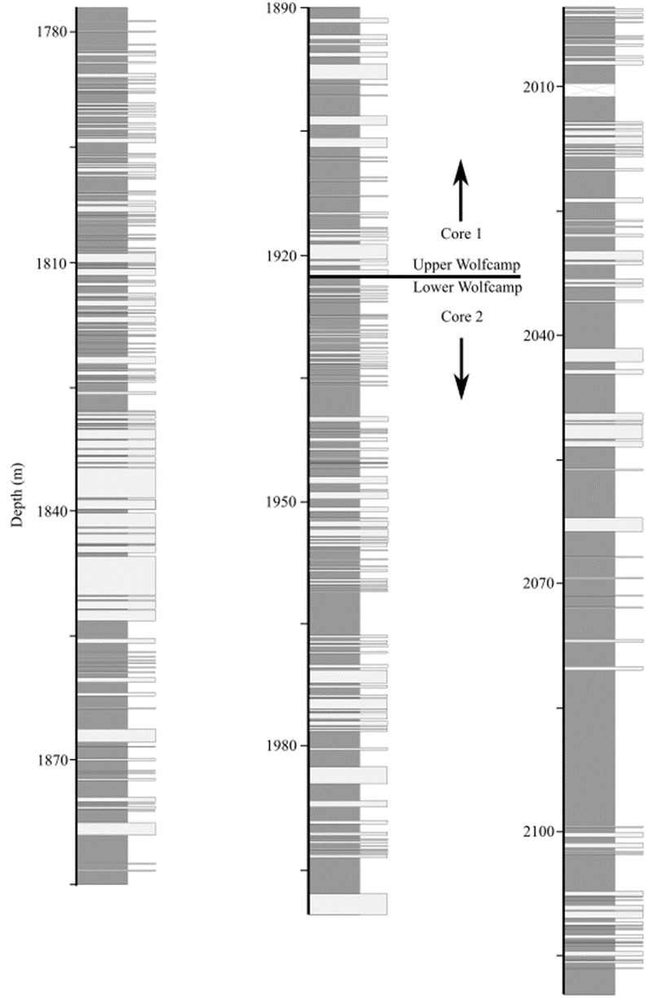 Depth (m)
1780
1810
1840
1870
1890
1920
1950
1980
Core 1
Upper Wolfcamp
Lower Wolfcamp
Core 2
2010
2040
2070
2100